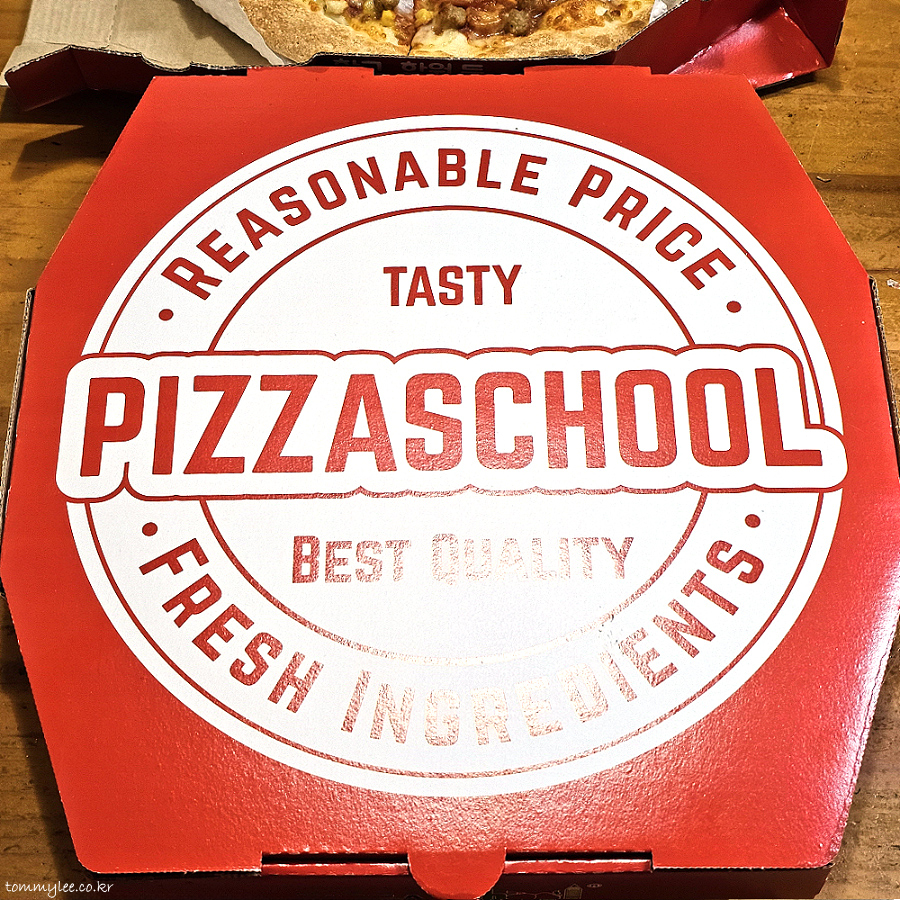 REASONABLE PRICE
TASTY
PIZZASCHOOL
BEST QUALITY
FRESH INGREDIENTS
tommylee.co.kr